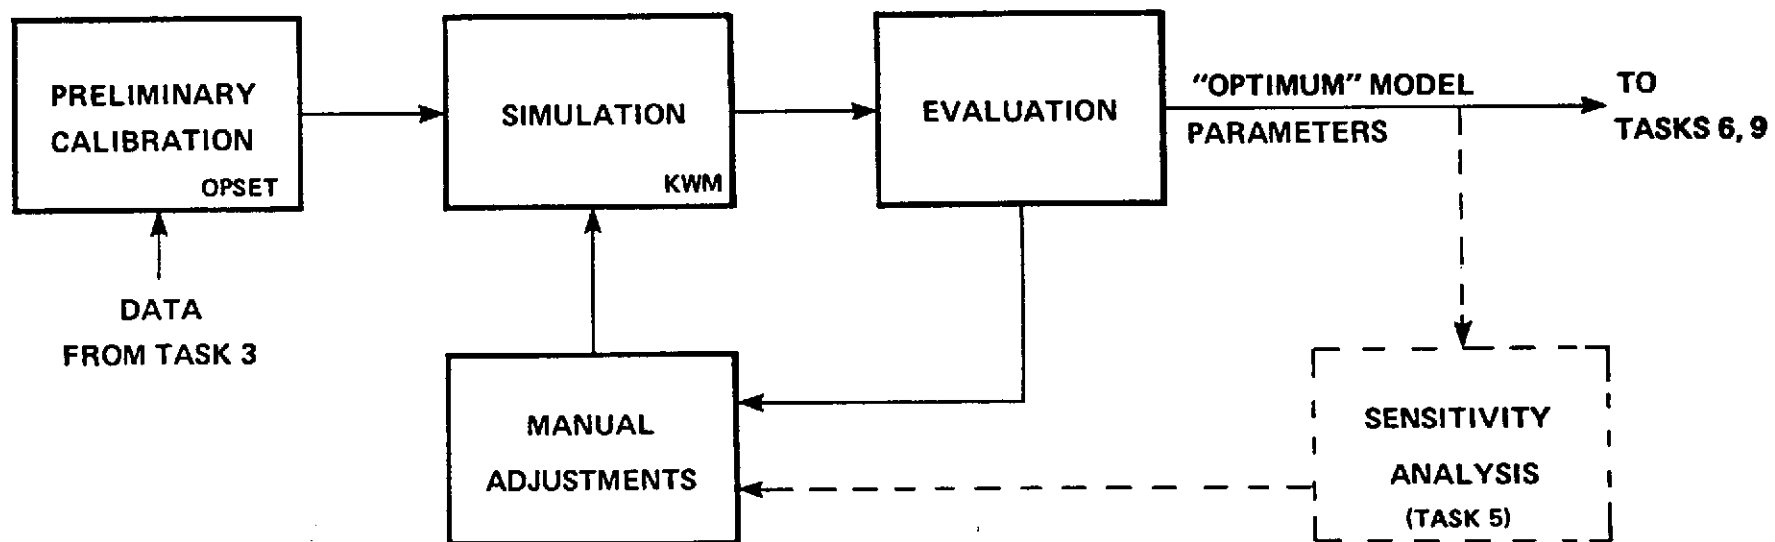 PRELIMINARY
CALIBRATION
OPSET
SIMULATION
KWM
EVALUATION
"OPTIMUM" MODEL
PARAMETERS
TO
TASKS 6, 9
DATA
FROM TASK 3
MANUAL
ADJUSTMENTS
SENSITIVITY
ANALYSIS
(TASK 5)